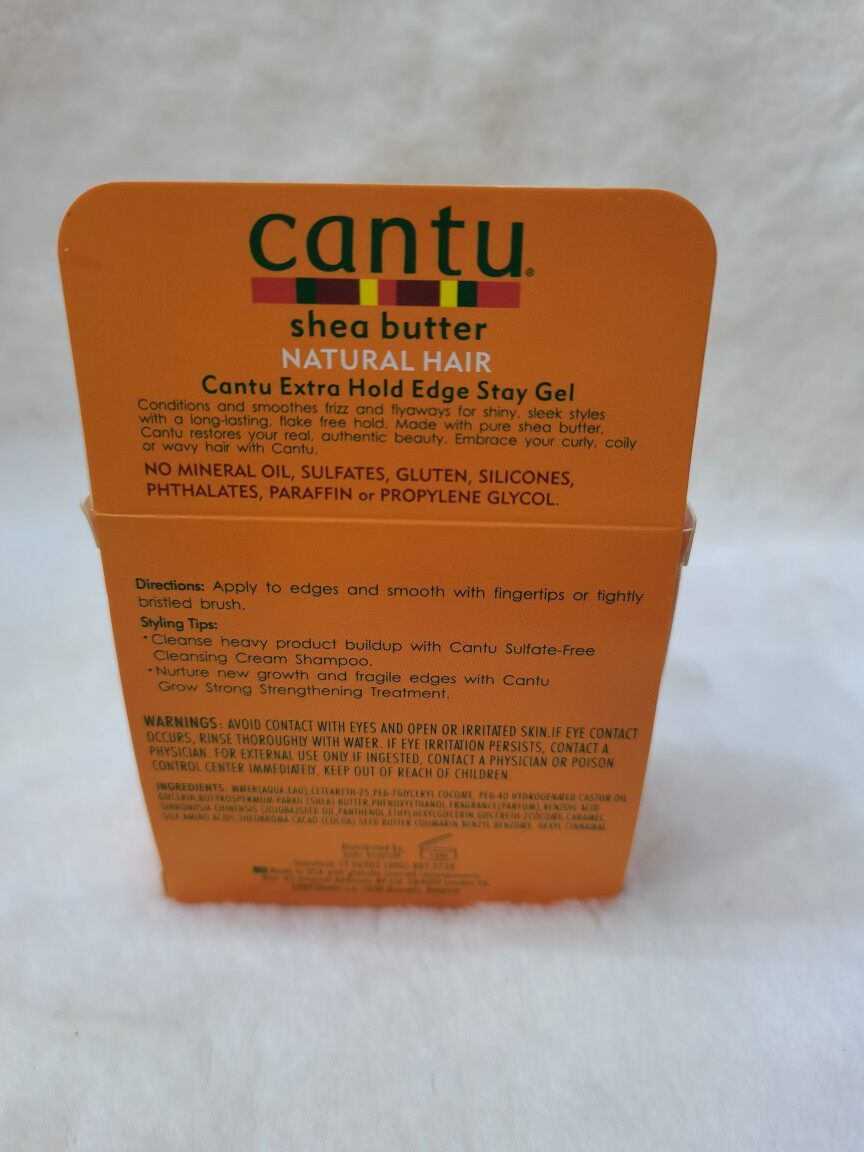 cantu®
shea butter
NATURAL HAIR
Cantu Extra Hold Edge Stay Gel
Conditions and smoothes frizz and flyaways for shiny, sleek styles
with a long-lasting, flake free hold. Made with pure shea butter,
Cantu restores your real, authentic beauty. Embrace your curly, coily
or wavy hair with Cantu.
NO MINERAL OIL, SULFATES, GLUTEN, SILICONES,
PHTHALATES, PARAFFIN or PROPYLENE GLYCOL.
Directions: Apply to edges and smooth with fingertips or tightly
bristled brush.
Styling Tips:
•Cleanse heavy product buildup with Cantu Sulfate-Free
Cleansing Cream Shampoo.
•Nurture new growth and fragile edges with Cantu
Grow Strong Strengthening Treatment.
WARNINGS: AVOID CONTACT WITH EYES AND OPEN OR IRRITATED SKIN.IF EYE CONTACT
OCCURS, RINSE THOROUGHLY WITH WATER. IF EYE IRRITATION PERSISTS, CONTACT A
PHYSICIAN. FOR EXTERNAL USE ONLY.IF INGESTED, CONTACT A PHYSICIAN OR POISON
CONTROL CENTER IMMEDIATELY, KEEP OUT OF REACH OF CHILDREN.
INGREDIENTS: WATER(AQUA,EAU),CETEARETH-25,PEG-7GLYCERYL COCOATE, PEG-40 HYDROGENATED CASTOR OIL
GLYCERIN,BUTYROSPERMUM PARKII (SHEA) BUTTER,PHENOXYETHANOL FRAGRANCE(PARFUM),BENZOIC ACID
CHINENSIS (JOJOBA)SEED OIL,PANTHENOL,ETHYLHEXYLGLYCERIN,GLYCERETH-2COCOATE,CARAMEL,
SILK AMINO ACIDS,THEOBROMA CACAO (COCOA) SEED BUTTER COUMARIN BENZYL BENZOATE, HEXYL CINNAMAL
Distributed by
Made in USA with globally sourced